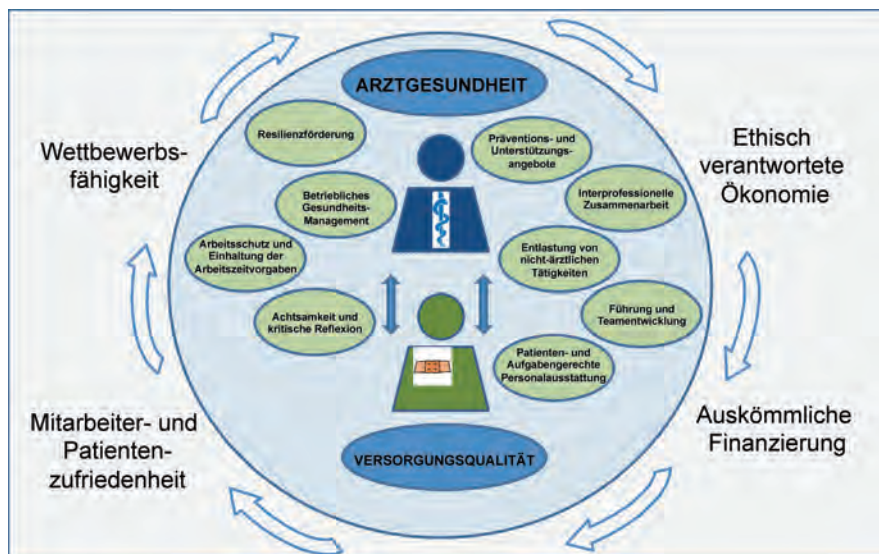 ARZTGESUNDHEIT
Resilienzförderung
Präventions- und
Unterstützungs-
angebote
Wettbewerbs-
fähigkeit
Ethisch
verantwortete
Ökonomie
Betriebliches
Gesundheits-
Management
Interprofessionelle
Zusammenarbeit
Arbeitsschutz und
Einhaltung der
Arbeitszeitvorgaben
Entlastung von
nicht-ärztlichen
Tätigkeiten
Achtsamkeit und
kritische Reflexion
Führung und
Teamentwicklung
Patienten- und
Aufgabengerechte
Personalausstattung
Mitarbeiter- und
Patienten-
zufriedenheit
Auskömmliche
Finanzierung
VERSORGUNGSQUALITÄT